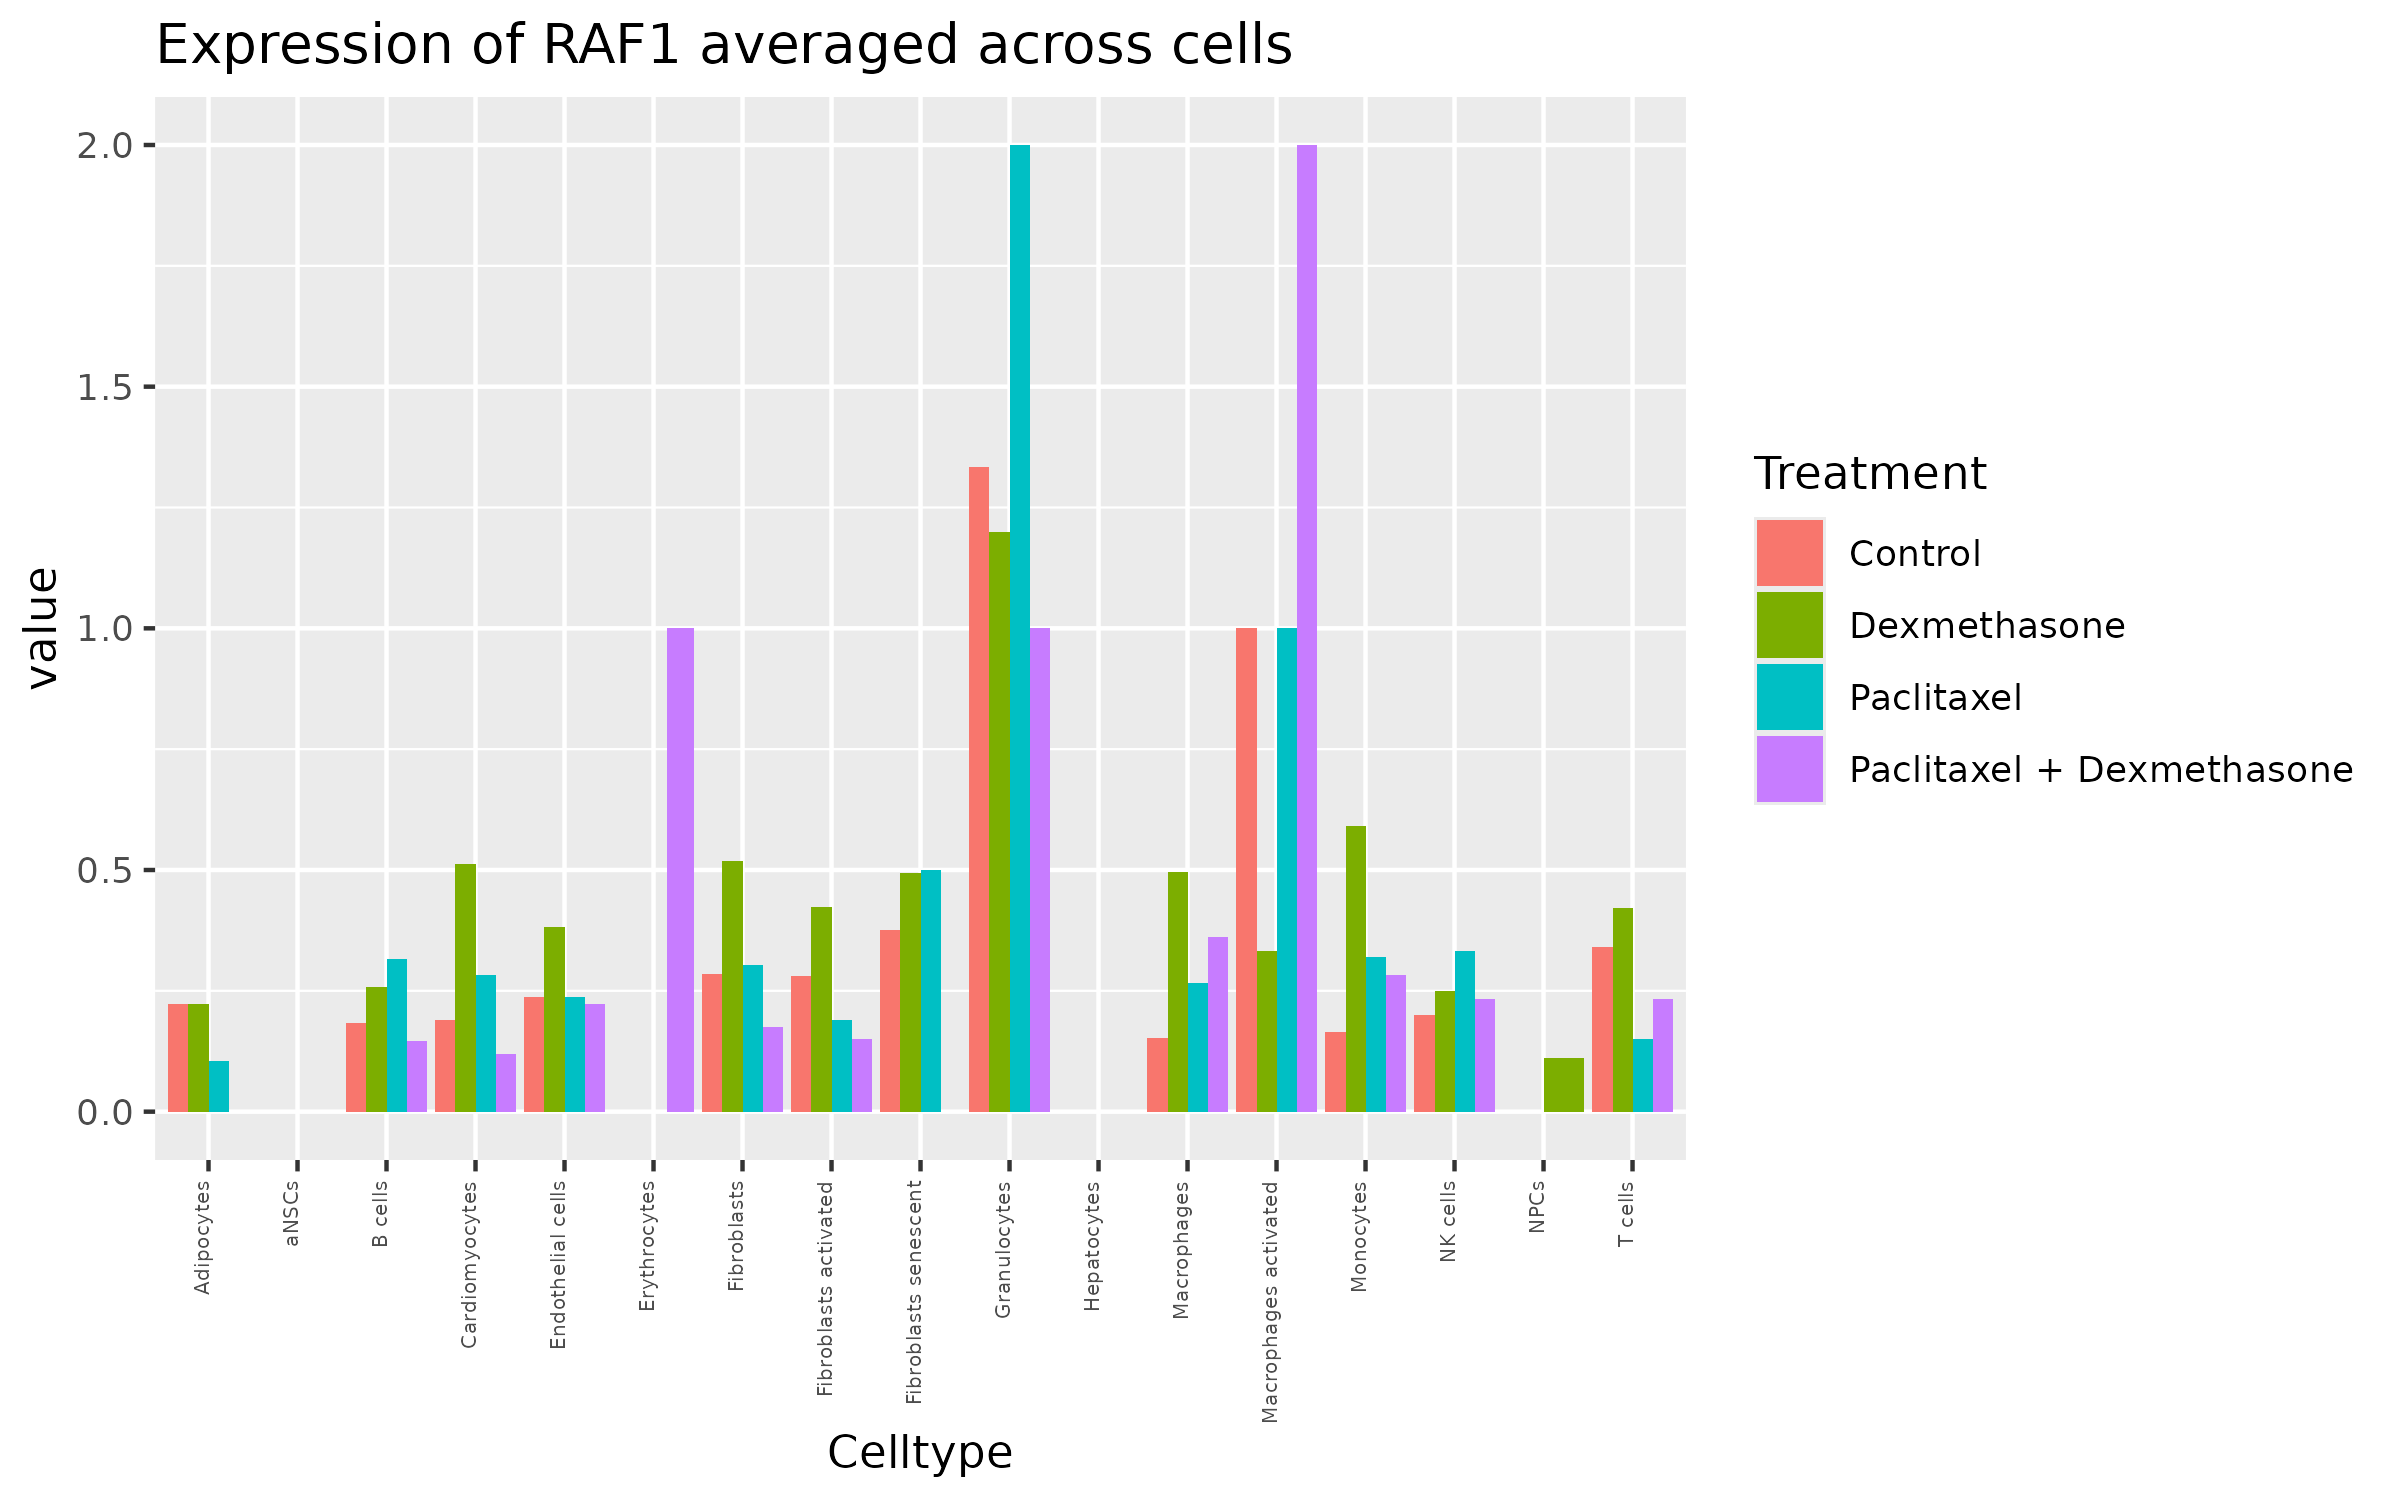 Expression of RAF1 averaged across cells
2.0
1.5
1.0
0.5
0.0
value
Adipocytes
aNSCs
B cells
Cardiomyocytes
Endothelial cells
Erythrocytes
Fibroblasts
Fibroblasts activated
Fibroblasts senescent
Granulocytes
Hepatocytes
Macrophages
Macrophages activated
Monocytes
NK cells
NPCs
T cells
Celltype
Treatment
Control
Dexmethasone
Paclitaxel
Paclitaxel + Dexmethasone